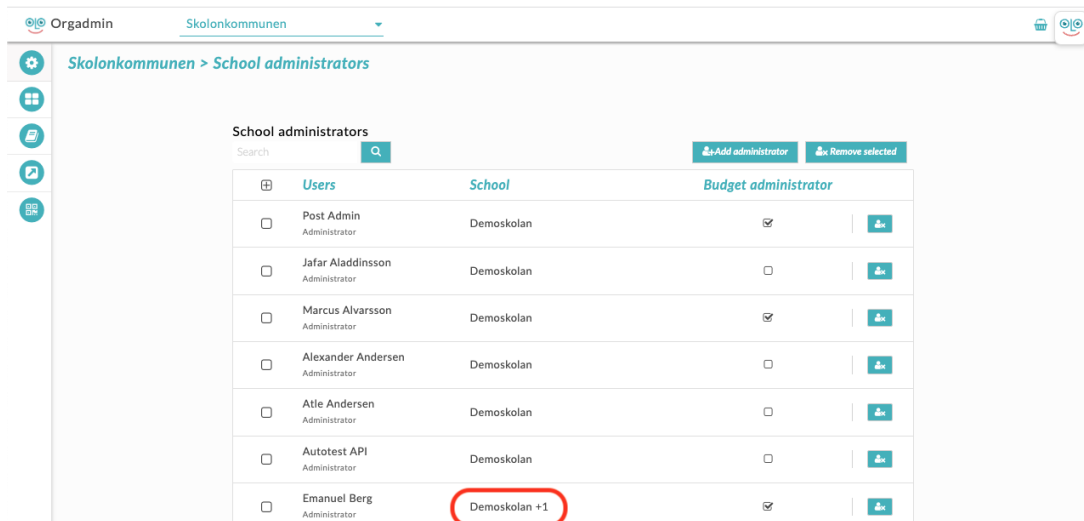 Orgadmin Skolonkommunen
Skolonkommunen > School administrators
School administrators
Search Add administrator Remove selected
Users School Budget administrator
Post Admin
Administrator
Demoskolan
Jafar Aladdinsson
Administrator
Demoskolan
Marcus Alvarsson
Administrator
Demoskolan
Alexander Andersen
Administrator
Demoskolan
Atle Andersen
Administrator
Demoskolan
Autotest API
Administrator
Demoskolan
Emanuel Berg
Administrator
Demoskolan +1